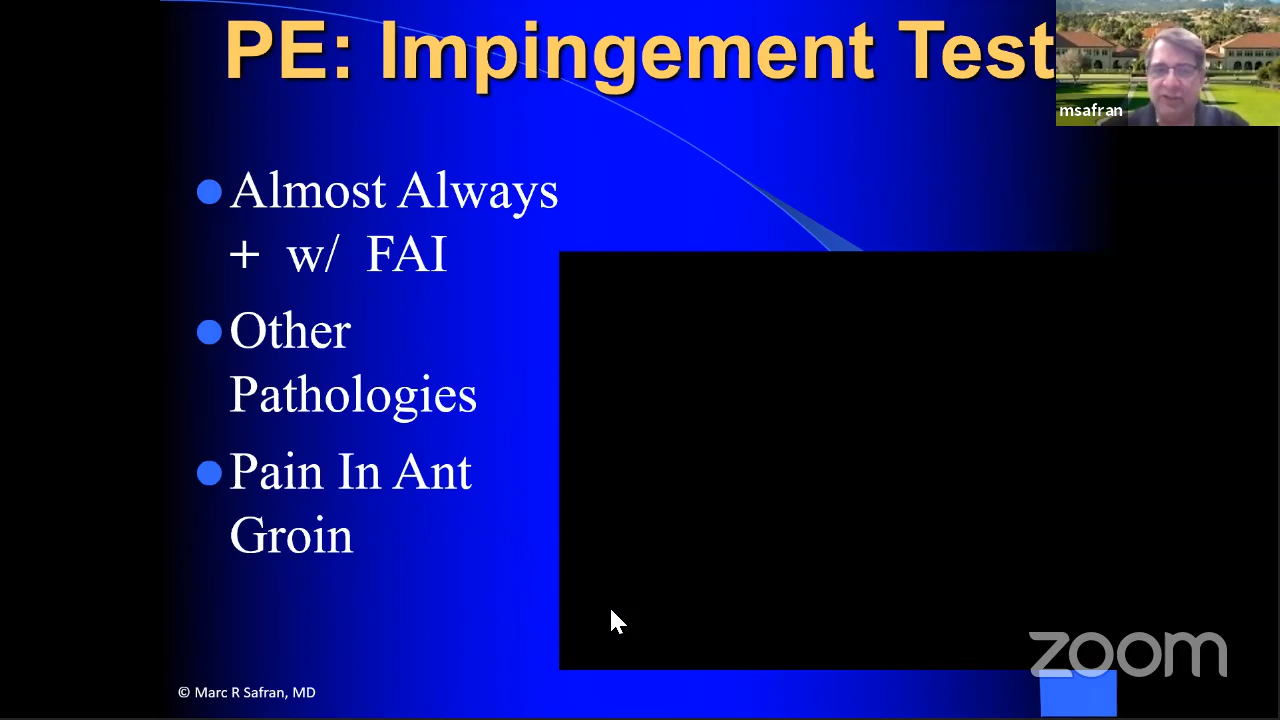 PE: Impingement Test
msafran
Almost Always
+ w/ FAI
Other
Pathologies
Pain In Ant
Groin
zoom
© Marc R Safran, MD